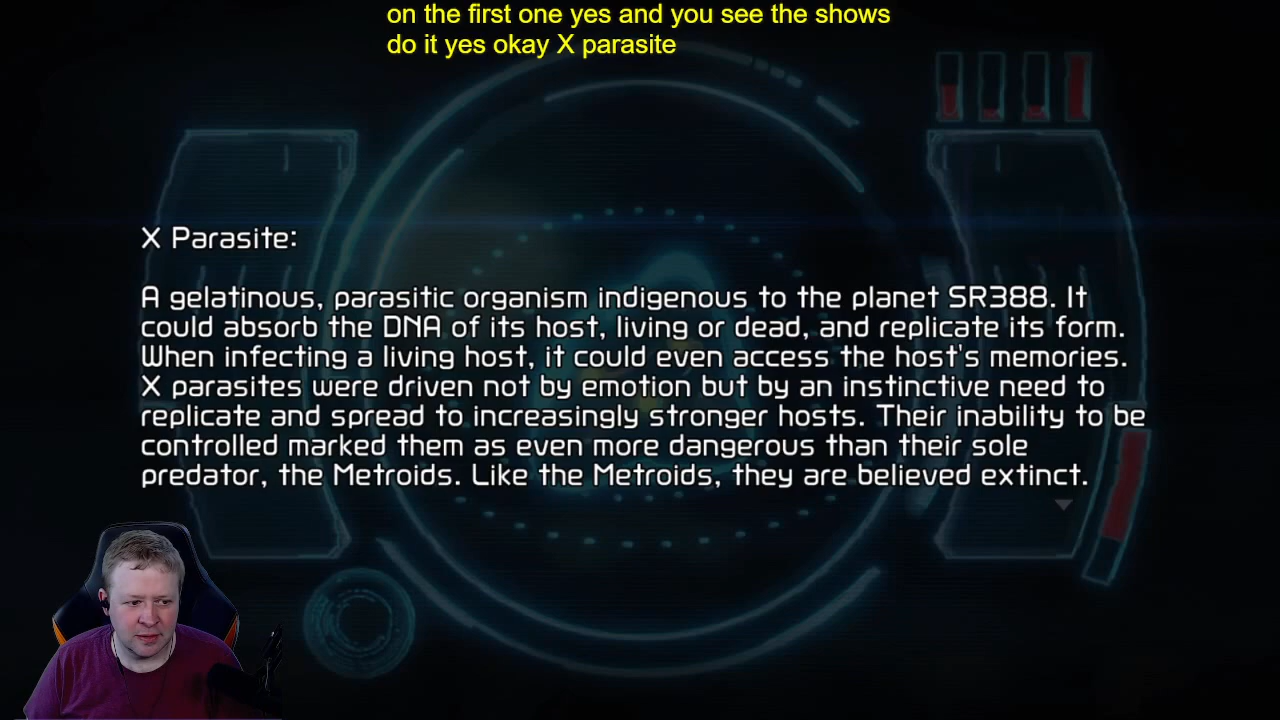 on the first one yes and you see the shows
do it yes okay X parasite
X Parasite:
A gelatinous, parasitic organism indigenous to the planet SR388. It
could absorb the DNA of its host, living or dead, and replicate its form.
When infecting a living host, it could even access the host's memories.
X parasites were driven not by emotion but by an instinctive need to
replicate and spread to increasingly stronger hosts. Their inability to be
controlled marked them as even more dangerous than their sole
predator, the Metroids. Like the Metroids, they are believed extinct.